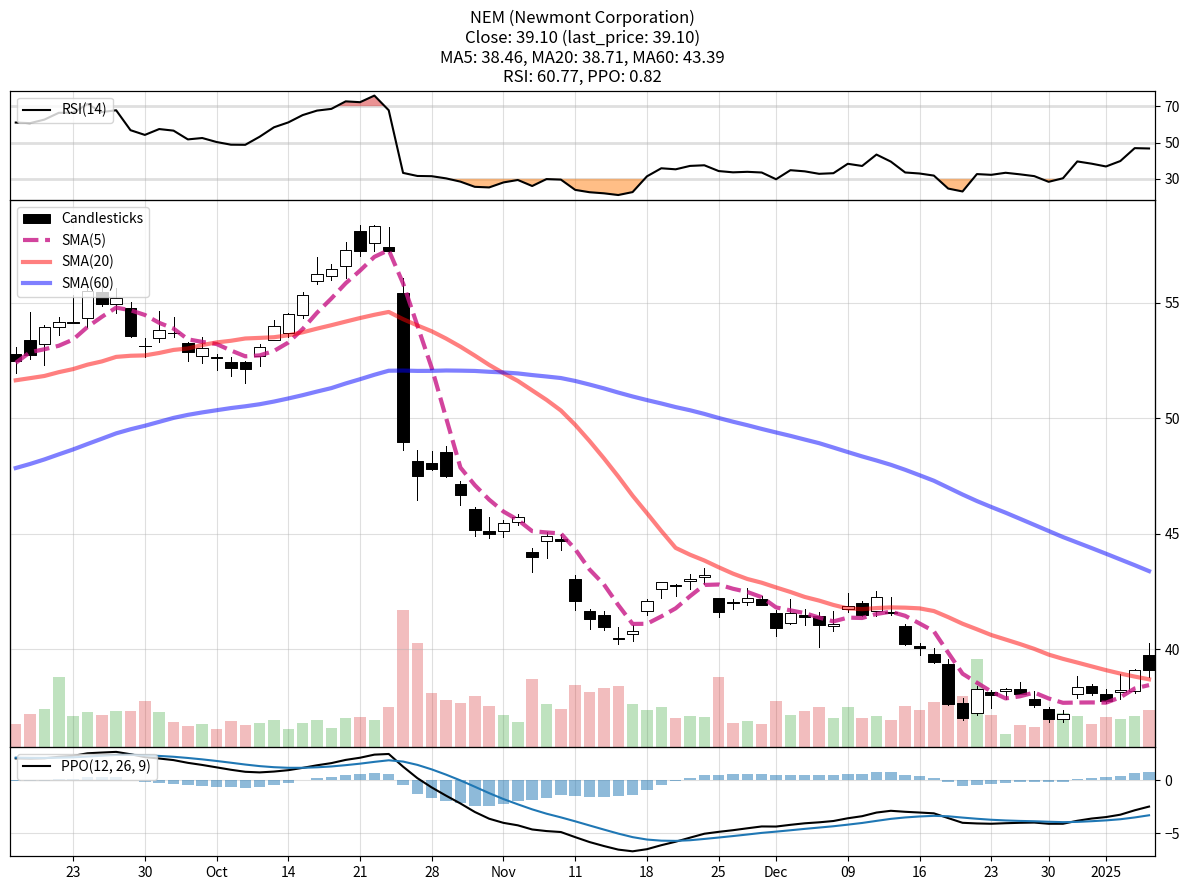 NEM (Newmont Corporation)
Close: 39.10 (last_price: 39.10)
MA5: 38.46, MA20: 38.71, MA60: 43.39
RSI: 60.77, PPO: 0.82
RSI(14)
70
50
30
Candlesticks
SMA(5)
SMA(20)
SMA(60)
55
50
45
40
PPO(12, 26, 9)
0
−5
23
30
Oct
14
21
28
Nov
11
18
25
Dec
09
16
23
30
2025